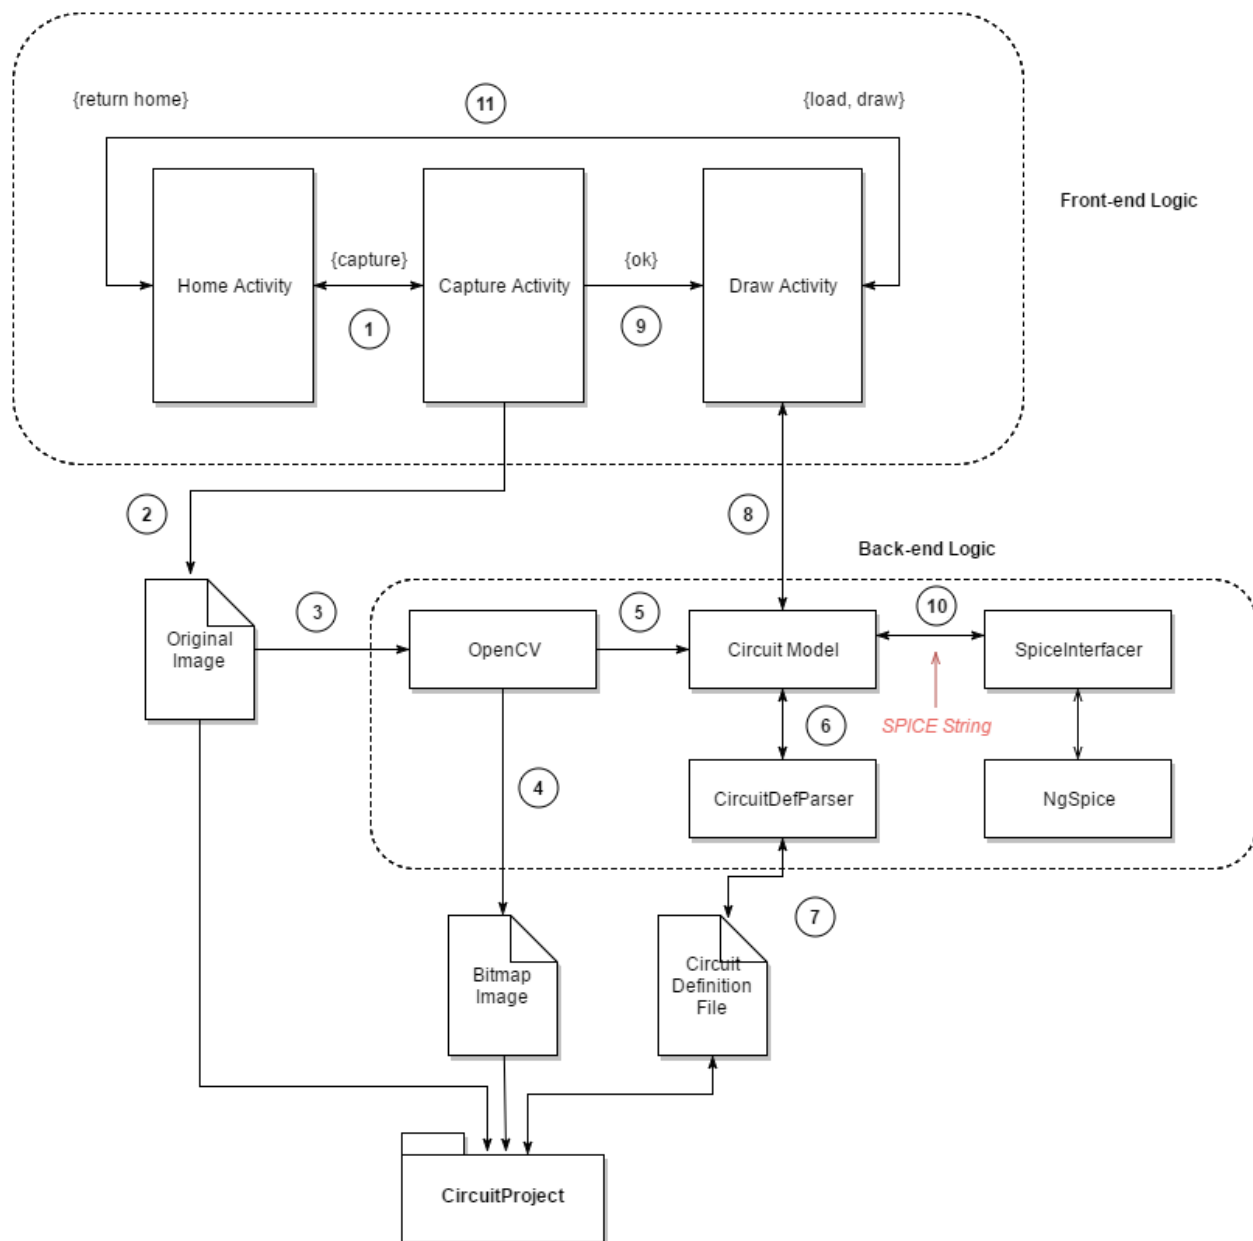 {return home}
11
{load, draw}
Front-end Logic
Home Activity
{capture}
1
Capture Activity
{ok}
9
Draw Activity
2
8
Back-end Logic
Original
Image
3
OpenCV
5
Circuit Model
10
SpiceInterfacer
SPICE String
6
4
CircuitDefParser
NgSpice
7
Bitmap
Image
Circuit
Definition
File
CircuitProject